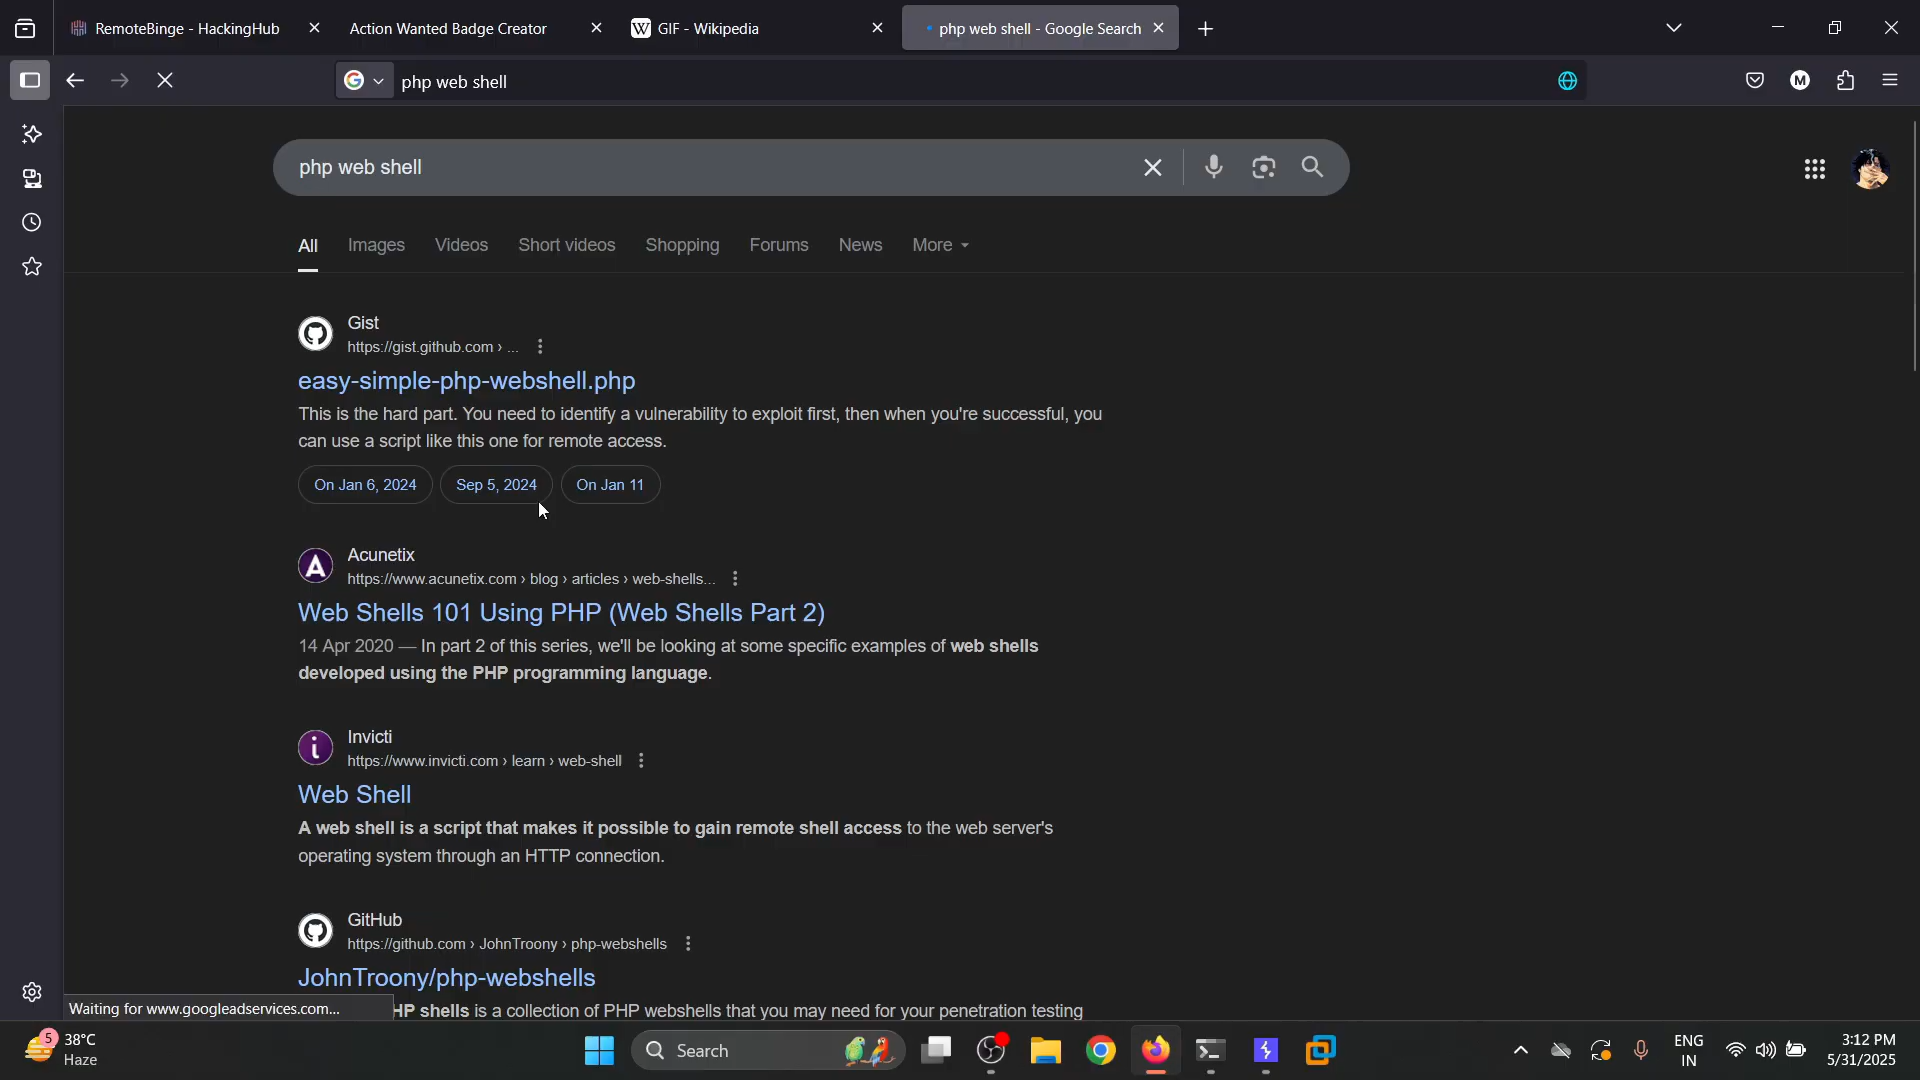 RemoteBinge - HackingHub
Action Wanted Badge Creator
W GIF - Wikipedia
php web shell - Google Search
G php web shell
M
php web shell
All Images Videos Short videos Shopping Forums News More
Gist
https://gist.github.com › ...
easy-simple-php-webshell.php
This is the hard part. You need to identify a vulnerability to exploit first, then when you're successful, you
can use a script like this one for remote access.
On Jan 6, 2024 Sep 5, 2024 On Jan 11
Acunetix
https://www.acunetix.com › blog › articles › web-shells...
Web Shells 101 Using PHP (Web Shells Part 2)
14 Apr 2020 — In part 2 of this series, we'll be looking at some specific examples of web shells
developed using the PHP programming language.
Invicti
https://www.invicti.com › learn › web-shell
Web Shell
A web shell is a script that makes it possible to gain remote shell access to the web server's
operating system through an HTTP connection.
GitHub
https://github.com › JohnTroony › php-webshells
JohnTroony/php-webshells
HP shells is a collection of PHP webshells that you may need for your penetration testing
Waiting for www.googleadservices.com...
5 38°C
Haze
Search
ENG
IN
3:12 PM
5/31/2025